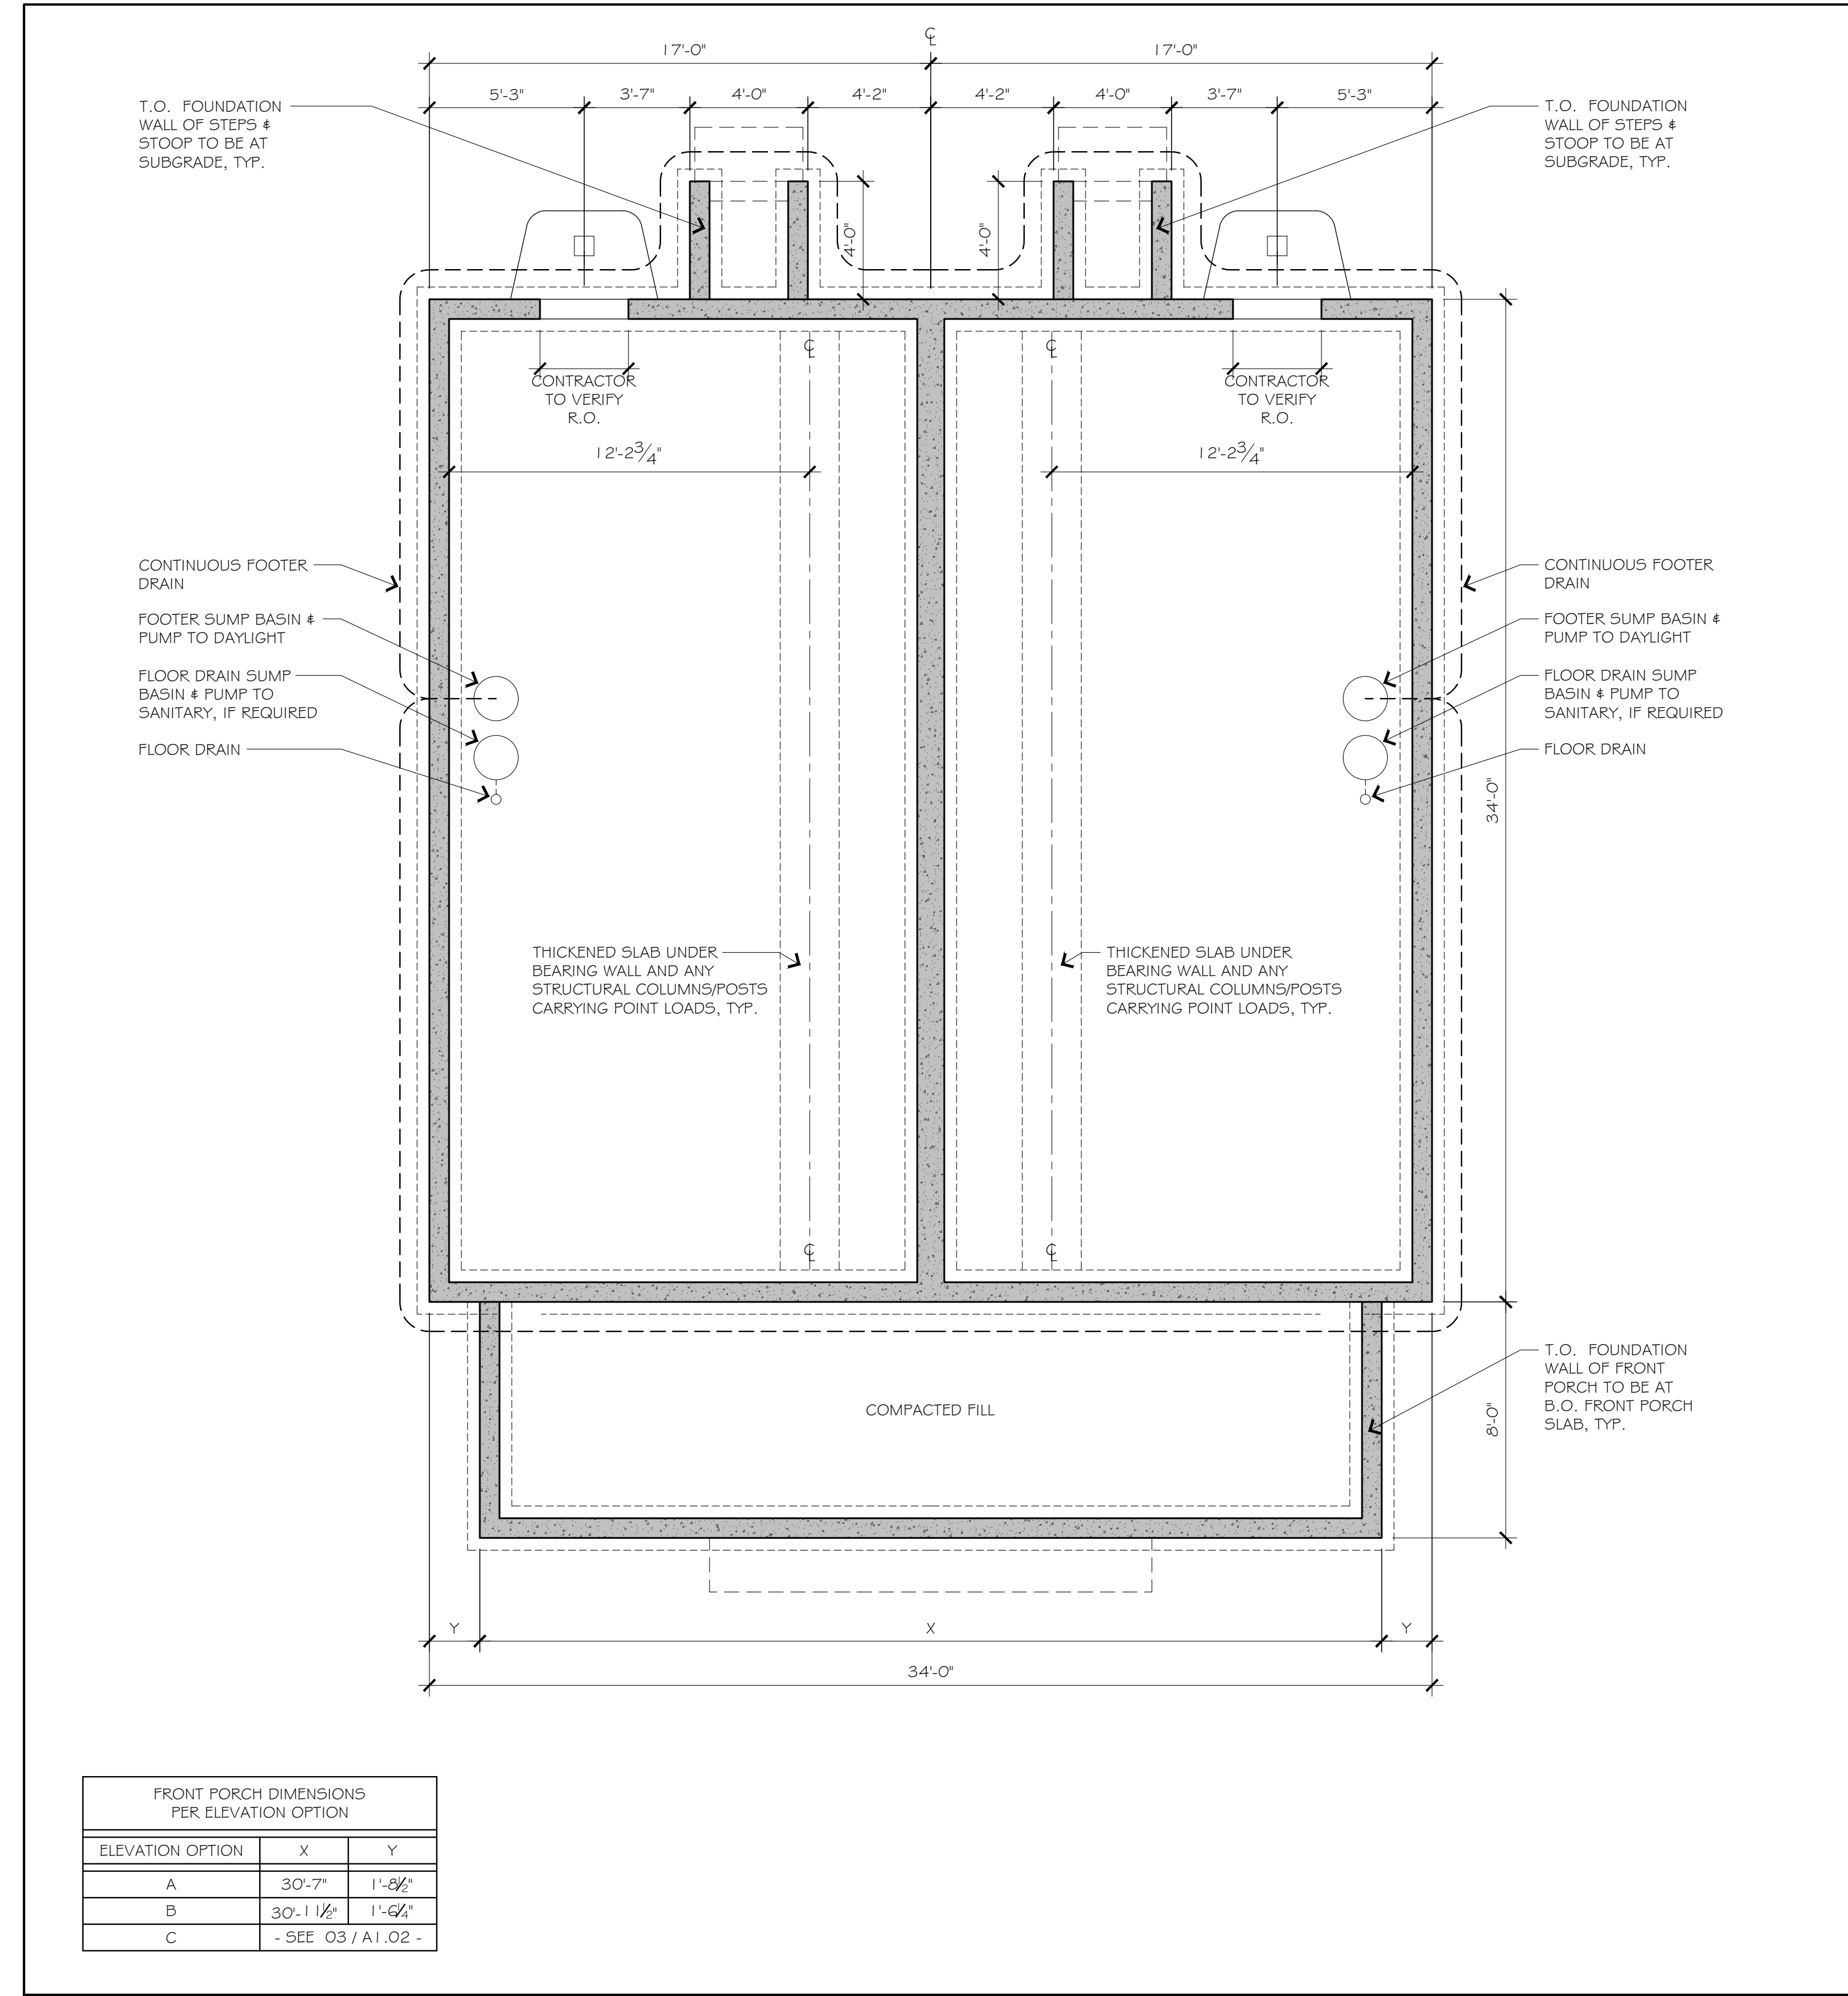 ℄
17'-0" 17'-0"
5'-3" 3'-7" 4'-0" 4'-2" 4'-2" 4'-0" 3'-7" 5'-3"
T.O. FOUNDATION
WALL OF STEPS &
STOOP TO BE AT
SUBGRADE, TYP.
T.O. FOUNDATION
WALL OF STEPS &
STOOP TO BE AT
SUBGRADE, TYP.
4'-0" 4'-0"
℄ ℄
CONTRACTOR
TO VERIFY
R.O.
CONTRACTOR
TO VERIFY
R.O.
12'-2 3/4" 12'-2 3/4"
CONTINUOUS FOOTER
DRAIN
FOOTER SUMP BASIN &
PUMP TO DAYLIGHT
FLOOR DRAIN SUMP
BASIN & PUMP TO
SANITARY, IF REQUIRED
FLOOR DRAIN
CONTINUOUS FOOTER
DRAIN
FOOTER SUMP BASIN &
PUMP TO DAYLIGHT
FLOOR DRAIN SUMP
BASIN & PUMP TO
SANITARY, IF REQUIRED
FLOOR DRAIN
34'-0"
THICKENED SLAB UNDER
BEARING WALL AND ANY
STRUCTURAL COLUMNS/POSTS
CARRYING POINT LOADS, TYP.
THICKENED SLAB UNDER
BEARING WALL AND ANY
STRUCTURAL COLUMNS/POSTS
CARRYING POINT LOADS, TYP.
℄ ℄
T.O. FOUNDATION
WALL OF FRONT
PORCH TO BE AT
B.O. FRONT PORCH
SLAB, TYP.
COMPACTED FILL
8'-0"
Y X Y
34'-0"
FRONT PORCH DIMENSIONS
PER ELEVATION OPTION
ELEVATION OPTION X Y
A 30'-7" 1'-8 1/2"
B 30'-11 1/2" 1'-6 1/4"
C - SEE 03 / A1.02 -